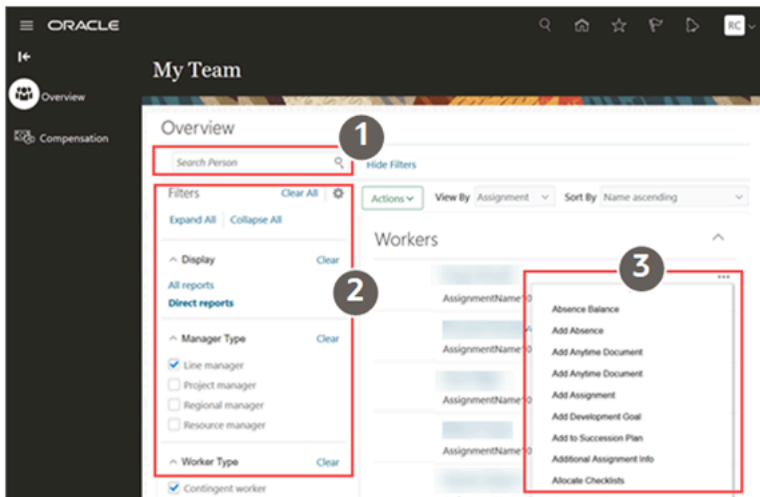 ORACLE
RC
My Team
Overview
Compensation
Overview
1
Search Person
Hide Filters
Filters
Clear All
Expand All
Collapse All
Actions
View By
Assignment
Sort By
Name ascending
Workers
Display
Clear
All reports
Direct reports
2
Manager Type
Clear
Line manager
Project manager
Regional manager
Resource manager
Worker Type
Clear
Contingent worker
AssignmentName10
AssignmentName10
AssignmentName10
AssignmentName10
3
Absence Balance
Add Absence
Add Anytime Document
Add Anytime Document
Add Assignment
Add Development Goal
Add to Succession Plan
Additional Assignment Info
Allocate Checklists